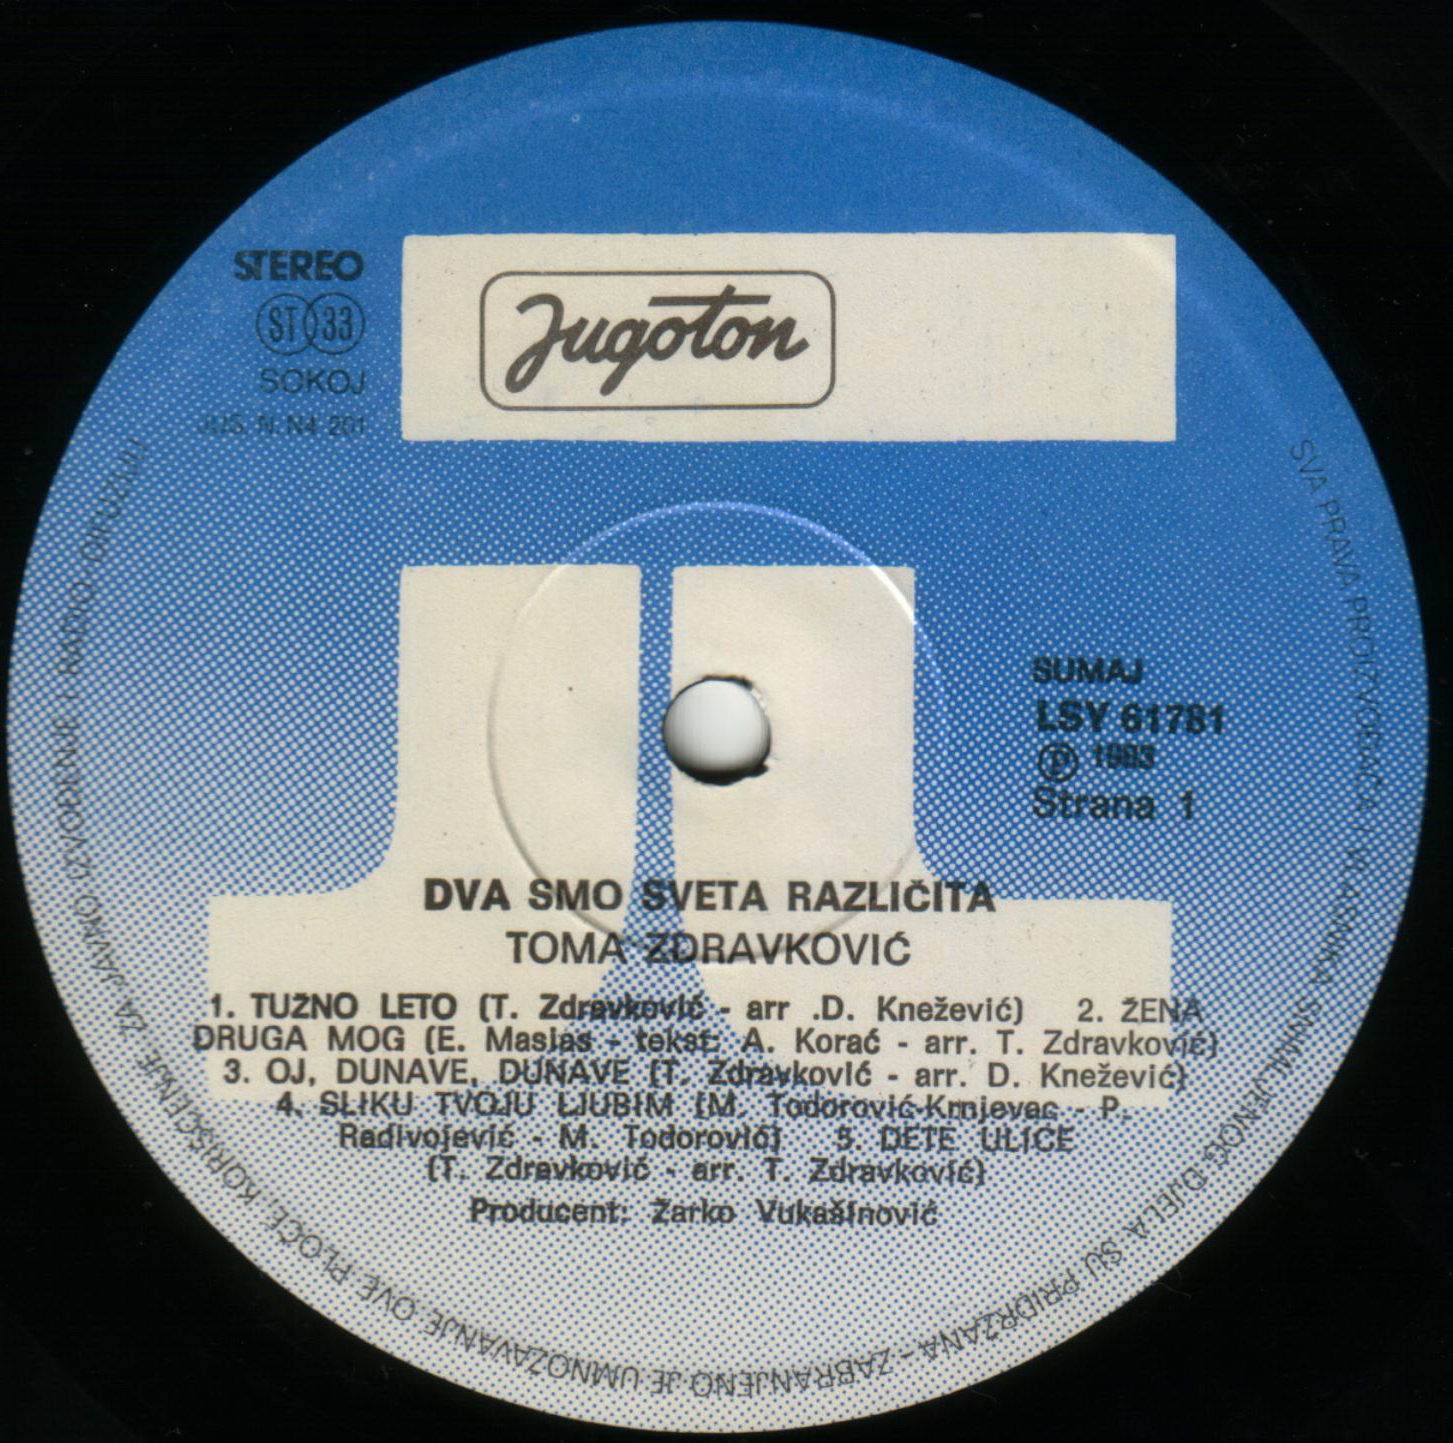 STEREO
ST 33
SOKOJ
JUS. N. N4 201
Jugoton
SUMAJ
LSY 61781
Ⓟ 1983
Strana 1
DVA SMO SVETA RAZLIČITA
TOMA ZDRAVKOVIĆ
1. TUŽNO LETO (T. Zdravković - arr .D. Knežević) 2. ŽENA
DRUGA MOG (E. Masias - tekst: A. Korać - arr. T. Zdravković)
3. OJ, DUNAVE, DUNAVE (T. Zdravković - arr. D. Knežević)
4. SLIKU TVOJU LJUBIM (M. Todorović-Krnjevac - P.
Radivojević - M. Todorović) 5. DETE ULICE
(T. Zdravković - arr. T. Zdravković)
Producent: Žarko Vukašinović
SVA PRAVA PROIZVOĐAČA I VLASNIKA SNIMLJENOG DJELA SU PRIDRŽANA - ZABRANJENO JE UMNOŽAVANJE OVE PLOČE, KORIŠĆENJE ZA JAVNO IZVOĐENJE I RADIO DIFUZIJU